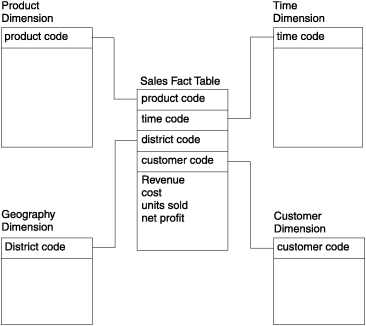 Product
Dimension
product code
Time
Dimension
time code
Sales Fact Table
product code
time code
district code
customer code
Revenue
cost
units sold
net profit
Geography
Dimension
District code
Customer
Dimension
customer code